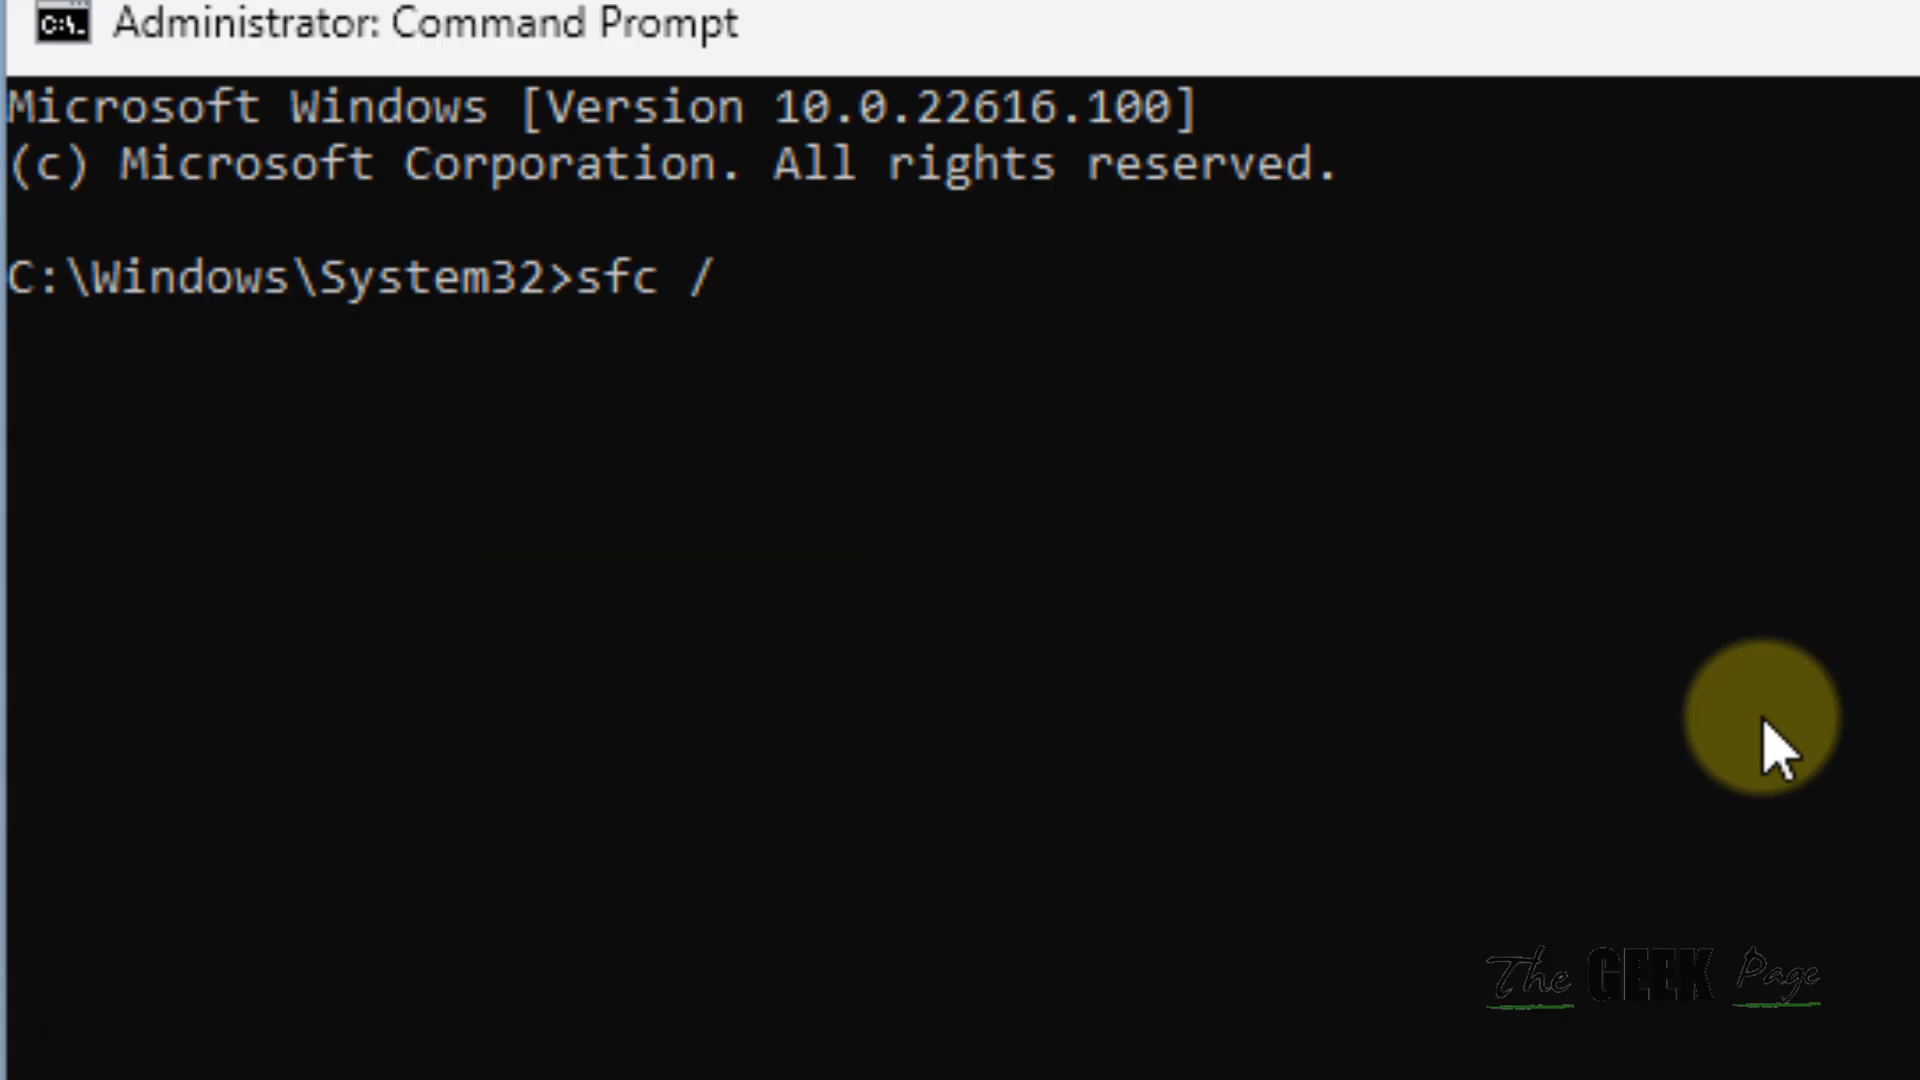 C:\.
Administrator: Command Prompt
Microsoft Windows [Version 10.0.22616.100]
(c) Microsoft Corporation. All rights reserved.
C:\Windows\System32>sfc /
The GEEK Page